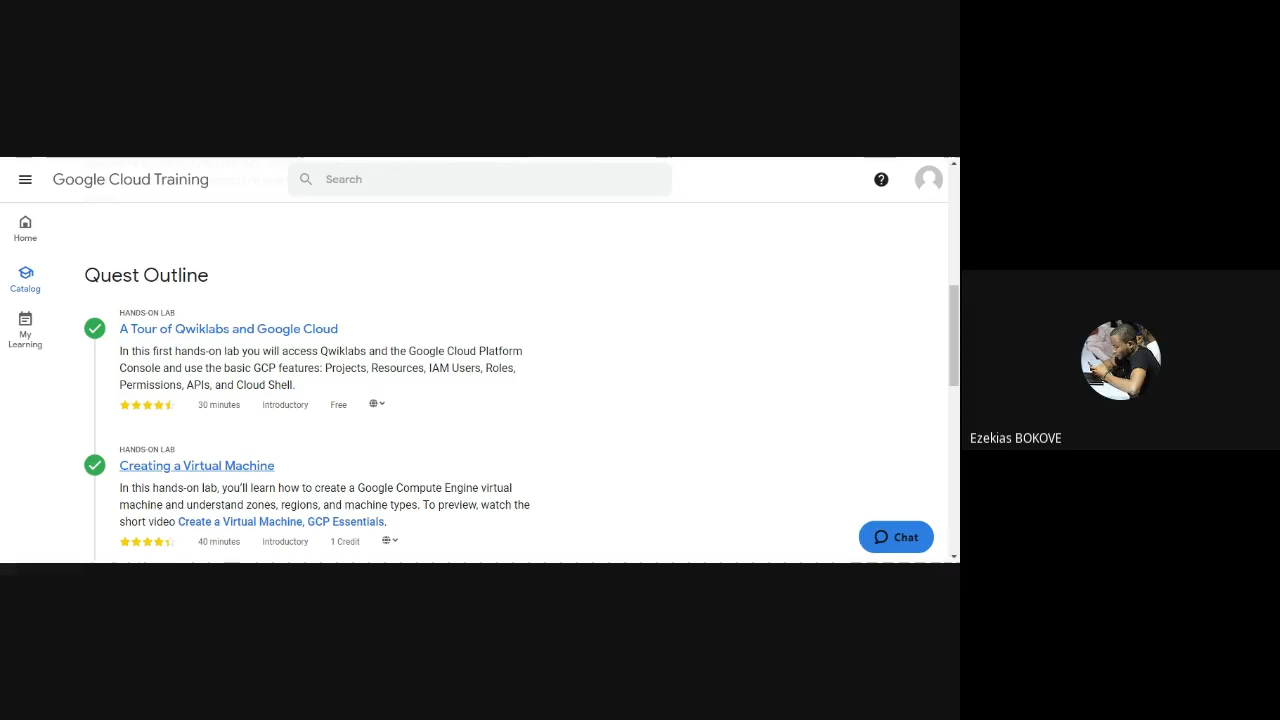 Google Cloud Training
Search
Home
Catalog
My
Learning
Quest Outline
HANDS-ON LAB
A Tour of Qwiklabs and Google Cloud
In this first hands-on lab you will access Qwiklabs and the Google Cloud Platform
Console and use the basic GCP features: Projects, Resources, IAM Users, Roles,
Permissions, APIs, and Cloud Shell.
30 minutes Introductory Free
HANDS-ON LAB
Creating a Virtual Machine
In this hands-on lab, you'll learn how to create a Google Compute Engine virtual
machine and understand zones, regions, and machine types. To preview, watch the
short video Create a Virtual Machine, GCP Essentials.
40 minutes Introductory 1 Credit
Chat
Ezekias BOKOVE